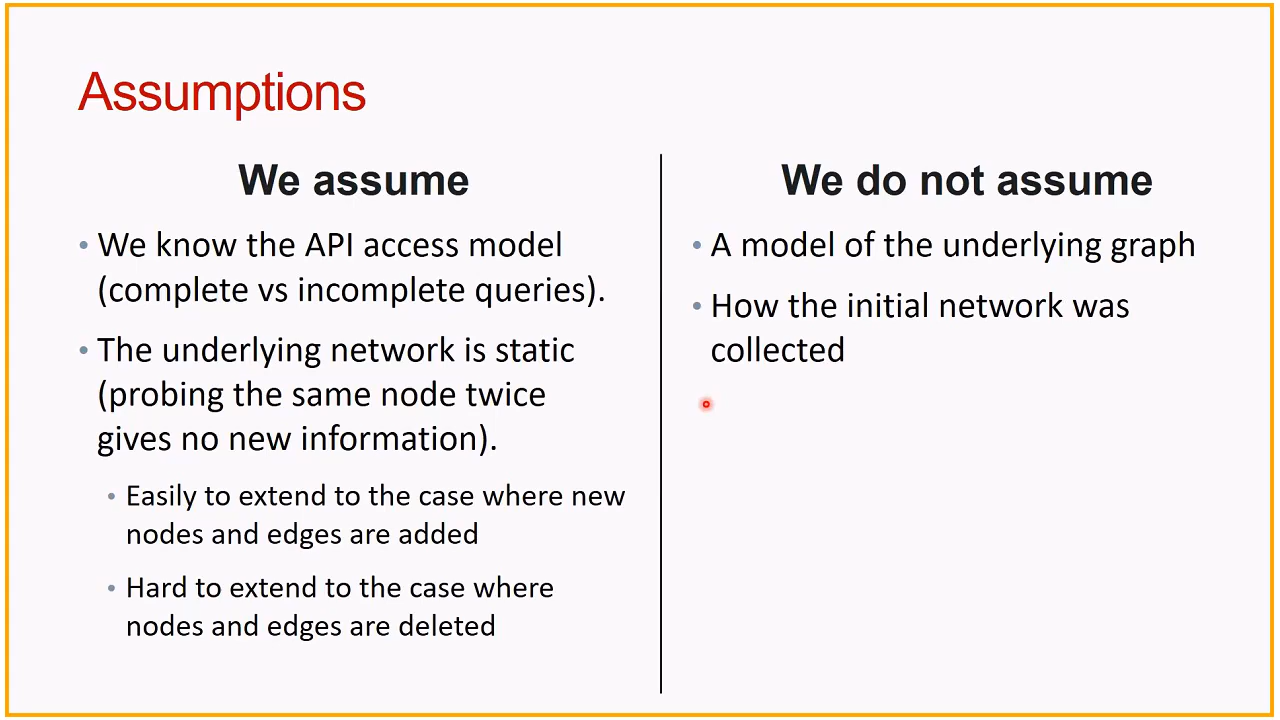 Assumptions
We assume
• We know the API access model
(complete vs incomplete queries).
• The underlying network is static
(probing the same node twice
gives no new information).
• Easily to extend to the case where new
nodes and edges are added
• Hard to extend to the case where
nodes and edges are deleted
We do not assume
• A model of the underlying graph
• How the initial network was
collected